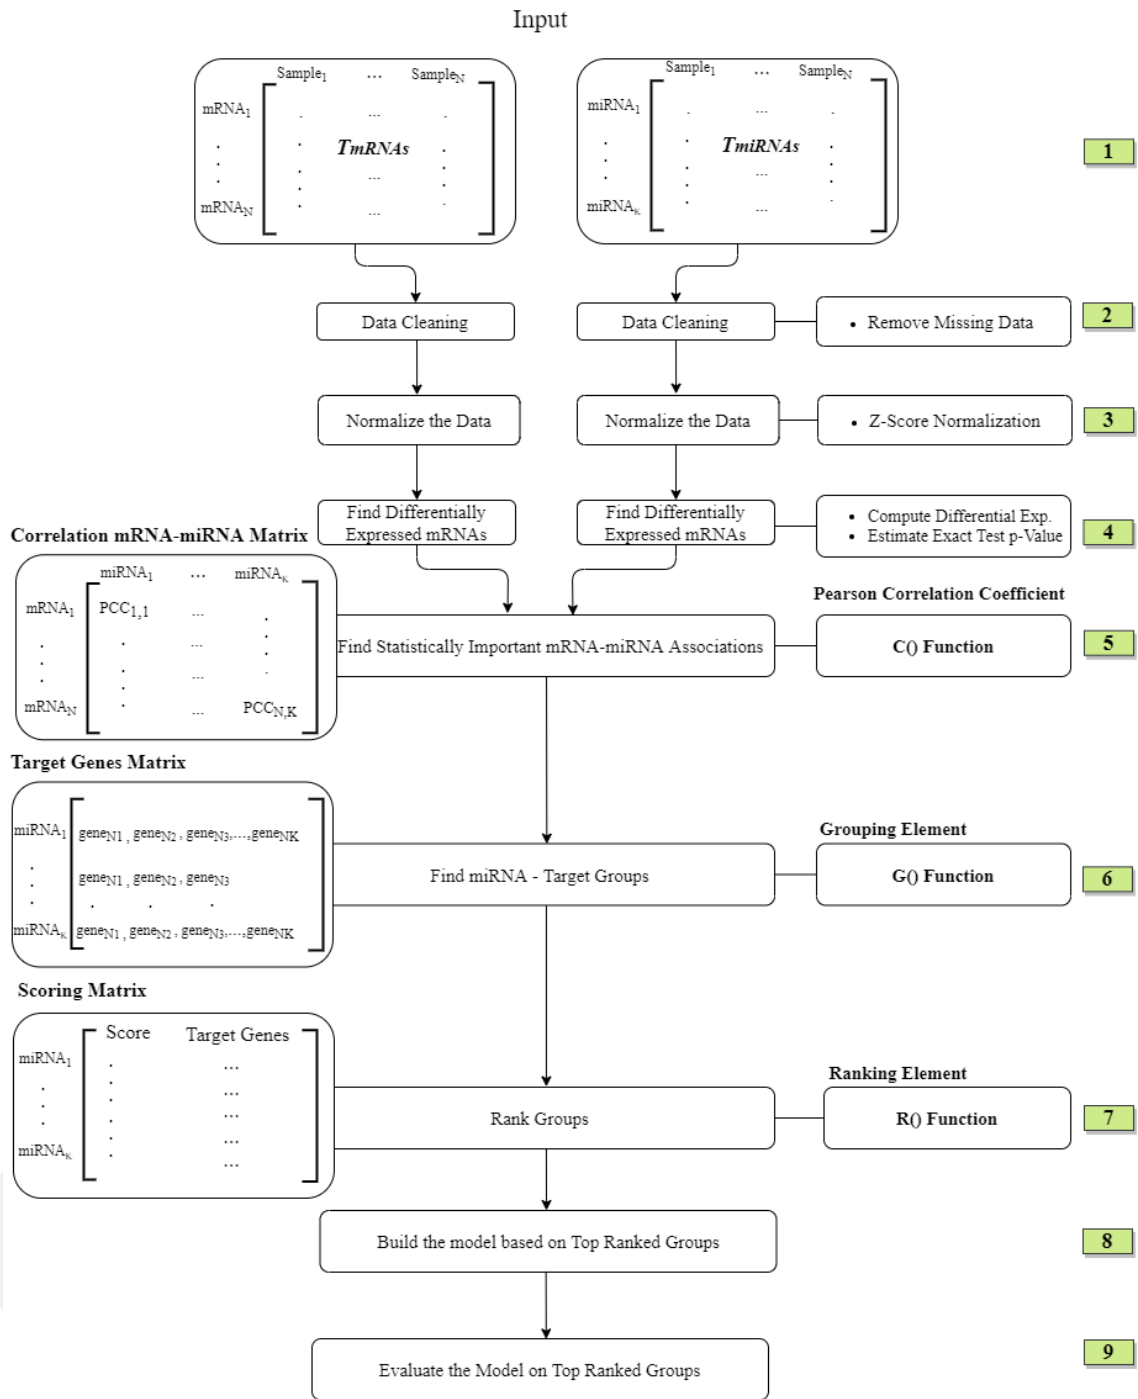 Input
Sample1 ... SampleN
mRNA1
TmRNAs
mRNAN
Sample1 ... SampleN
miRNA1
TmiRNAs
miRNAK
1
Data Cleaning
Data Cleaning
• Remove Missing Data
2
Normalize the Data
Normalize the Data
• Z-Score Normalization
3
Find Differentially
Expressed mRNAs
Find Differentially
Expressed mRNAs
• Compute Differential Exp.
• Estimate Exact Test p-Value
4
Correlation mRNA-miRNA Matrix
miRNA1 ... miRNAK
mRNA1 PCC1,1 ...
...
mRNAN ... PCCN,K
Find Statistically Important mRNA-miRNA Associations
Pearson Correlation Coefficient
C() Function
5
Target Genes Matrix
miRNA1 geneN1 , geneN2 , geneN3,...,geneNK
geneN1 , geneN2 , geneN3
miRNAK geneN1 , geneN2 , geneN3,...,geneNK
Find miRNA - Target Groups
Grouping Element
G() Function
6
Scoring Matrix
Score Target Genes
miRNA1 ...
...
...
...
miRNAK ...
Rank Groups
Ranking Element
R() Function
7
Build the model based on Top Ranked Groups
8
Evaluate the Model on Top Ranked Groups
9